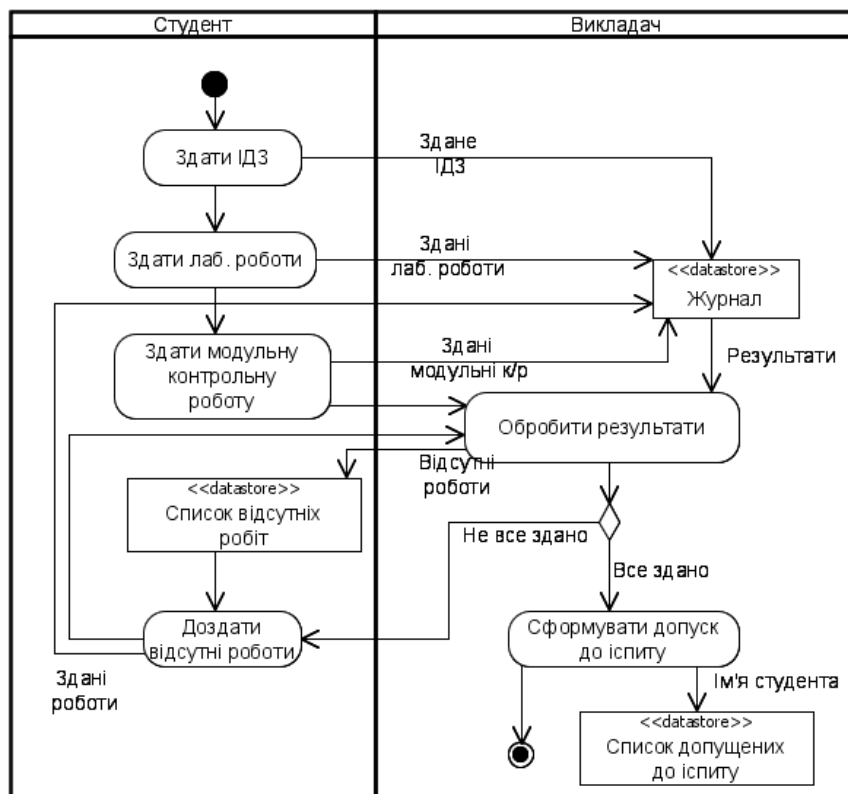 Студент
Викладач
Здати ІДЗ
Здане
ІДЗ
Здати лаб. роботи
Здані
лаб. роботи
<<datastore>>
Журнал
Здати модульну
контрольну
роботу
Здані
модульні к/р
Результати
Обробити результати
Відсутні
роботи
<<datastore>>
Список відсутніх
робіт
Не все здано
Все здано
Доздати
відсутні роботи
Сформувати допуск
до іспиту
Здані
роботи
Ім'я студента
<<datastore>>
Список допущених
до іспиту